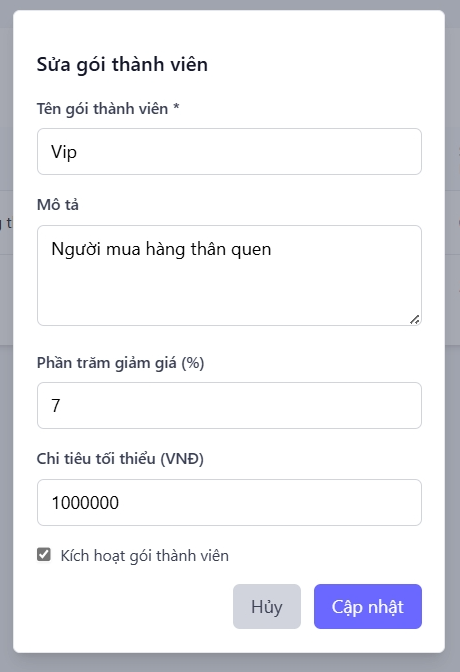 Sửa gói thành viên
Tên gói thành viên *
Vip
Mô tả
Người mua hàng thân quen
Phần trăm giảm giá (%)
7
Chi tiêu tối thiểu (VNĐ)
1000000
Kích hoạt gói thành viên
Hủy
Cập nhật